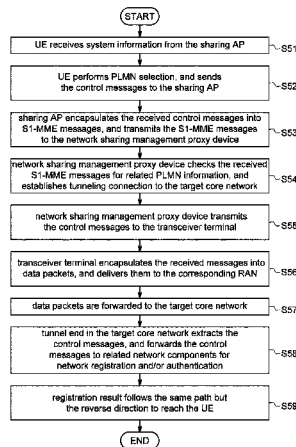 START
UE receives system information from the sharing AP
S51
UE performs PLMN selection, and sends
the control messages to the sharing AP
S52
sharing AP encapsulates the received control messages into
S1-MME messages, and transmits the S1-MME messages
to the network sharing management proxy device
S53
network sharing management proxy device checks the received
S1-MME messages for related PLMN information, and
establishes tunneling connection to the target core network
S54
network sharing management proxy device transmits
the control messages to the transceiver terminal
S55
transceiver terminal encapsulates the received messages into
data packets, and delivers them to the corresponding RAN
S56
data packets are forwarded to the target core network
S57
tunnel end in the target core network extracts the
control messages, and forwards the control
messages to related network components for
network registration and/or authentication
S58
registration result follows the same path but
the reverse direction to reach the UE
S59
END